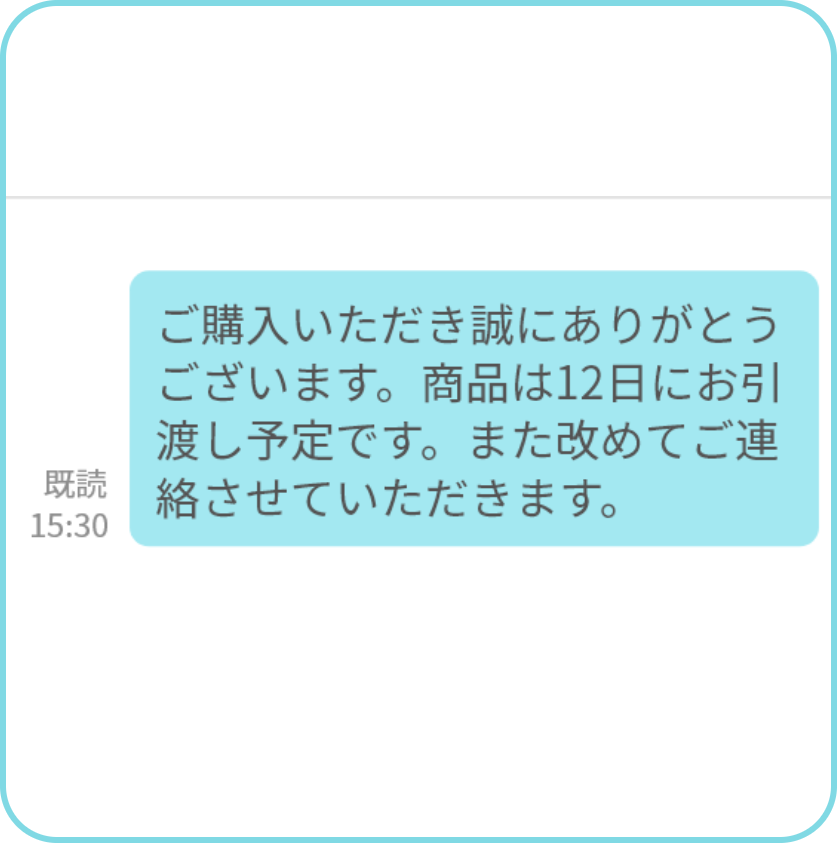 ご購入いただき誠にありがとう
ございます。商品は12日にお引
渡し予定です。また改めてご連
絡させていただきます。
既読
15:30